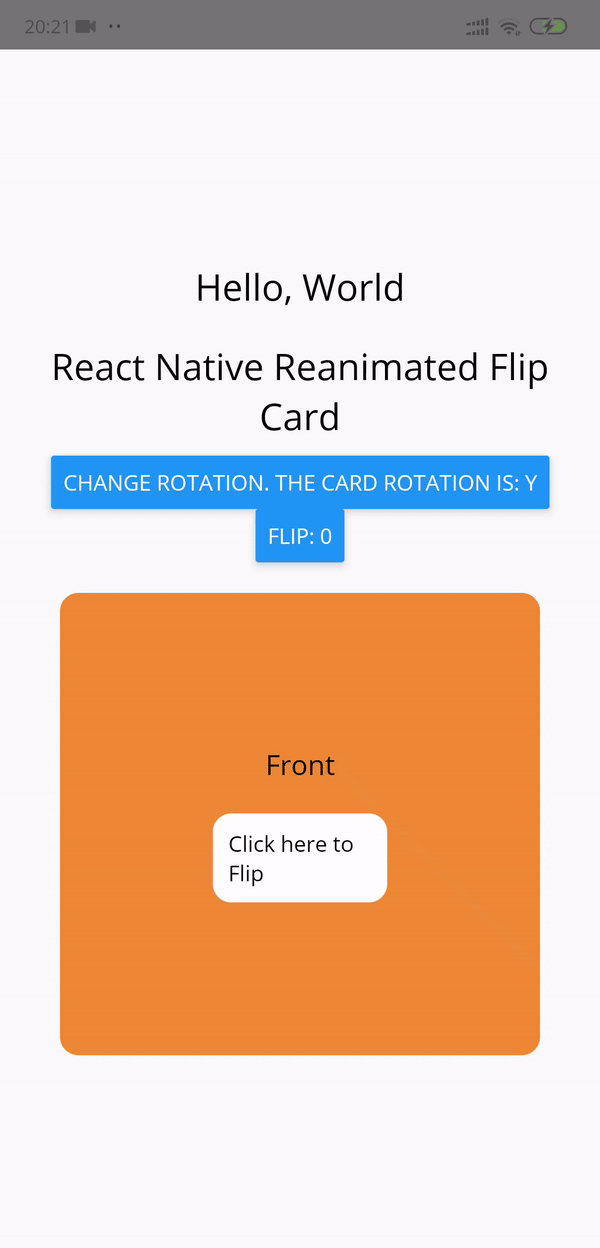 20:21
Hello, World
React Native Reanimated Flip
Card
CHANGE ROTATION. THE CARD ROTATION IS: Y
FLIP: 0
Front
Click here to
Flip